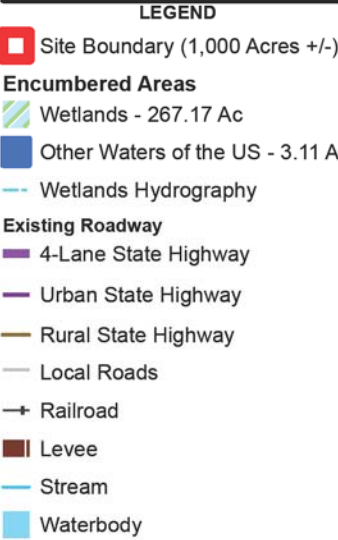 LEGEND
Site Boundary (1,000 Acres +/-)
Encumbered Areas
Wetlands - 267.17 Ac
Other Waters of the US - 3.11 A
Wetlands Hydrography
Existing Roadway
4-Lane State Highway
Urban State Highway
Rural State Highway
Local Roads
Railroad
Levee
Stream
Waterbody